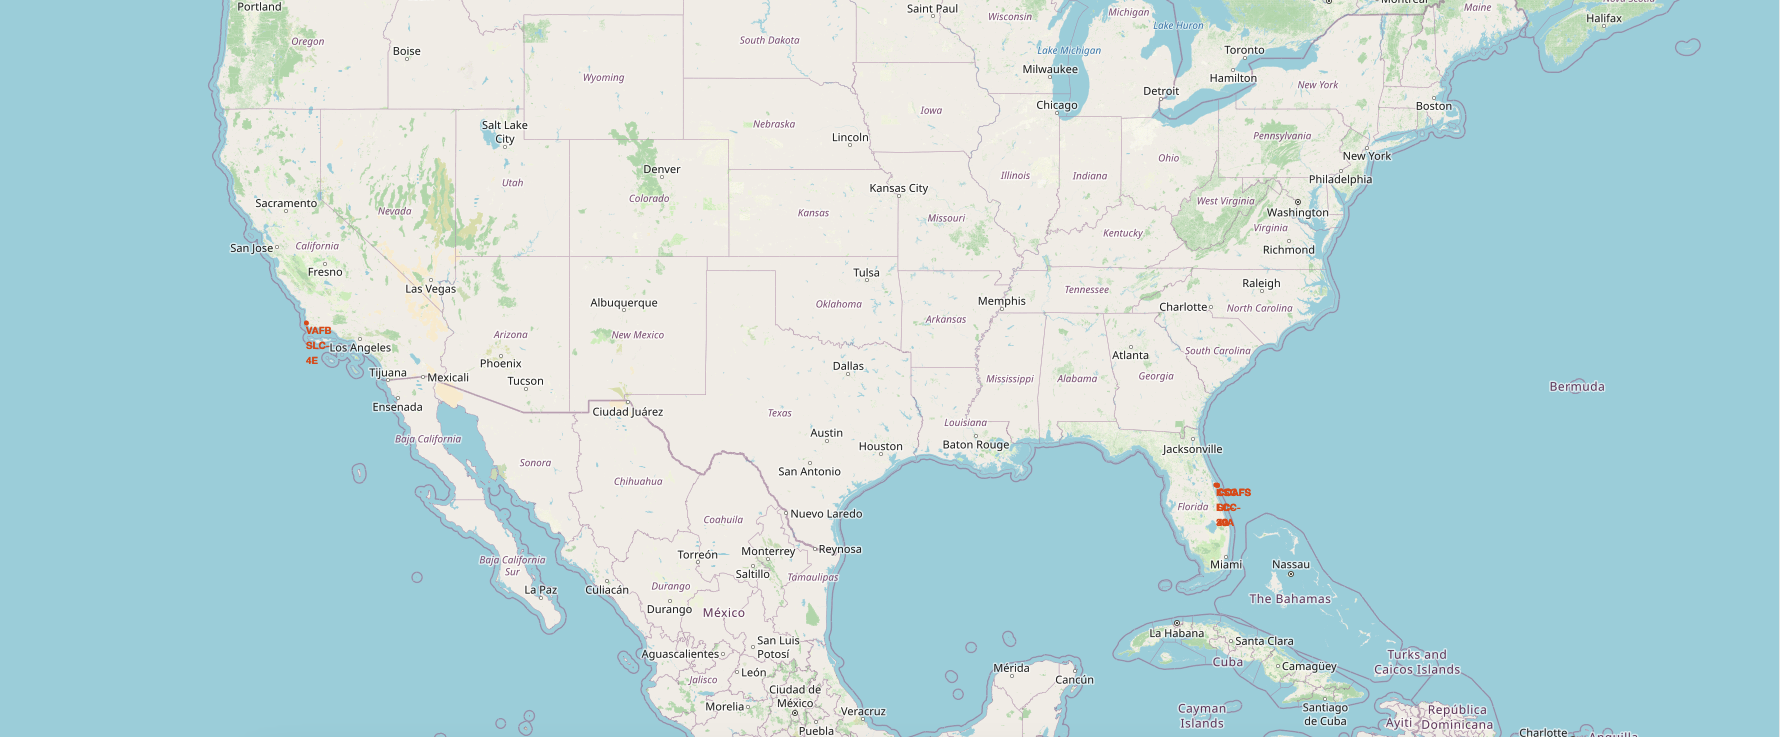 Portland
Saint Paul
Wisconsin
Michigan
Lake Huron
Maine
Halifax
Oregon
Boise
South Dakota
Lake Michigan
Toronto
Wyoming
Milwaukee
Hamilton
Detroit
New York
Chicago
Boston
Iowa
Salt Lake
City
Nebraska
Lincoln
Pennsylvania
Ohio
New York
Denver
Utah
Illinois
Indiana
Philadelphia
Kansas City
Colorado
West Virginia
Sacramento
Nevada
Kansas
Missouri
Washington
Virginia
Kentucky
San Jose
California
Richmond
Fresno
Tulsa
Las Vegas
Raleigh
Tennessee
Albuquerque
Oklahoma
Memphis
Charlotte
North Carolina
Arkansas
VAFB
SLC-
4E
Los Angeles
Arizona
New Mexico
Atlanta
South Carolina
Phoenix
Dallas
Tijuana
Mexicali
Tucson
Mississippi
Alabama
Georgia
Bermuda
Ensenada
Ciudad Juárez
Texas
Louisiana
Baja California
Austin
Houston
Baton Rouge
Jacksonville
Sonora
San Antonio
Chihuahua
Florida
Coahuila
Nuevo Laredo
Torreón
Monterrey
Reynosa
Baja California
Sur
Saltillo
Tamaulipas
Miami
Nassau
La Paz
Culiacán
Durango
Durango
México
The Bahamas
La Habana
Santa Clara
San Luis
Potosí
Aguascalientes
Cuba
Camagüey
Turks and
Caicos Islands
Mérida
Cancún
León
Jalisco
Ciudad de
México
Morelia
Veracruz
Cayman
Islands
Santiago
de Cuba
República
Dominicana
Ayiti
Puebla
Charlotte